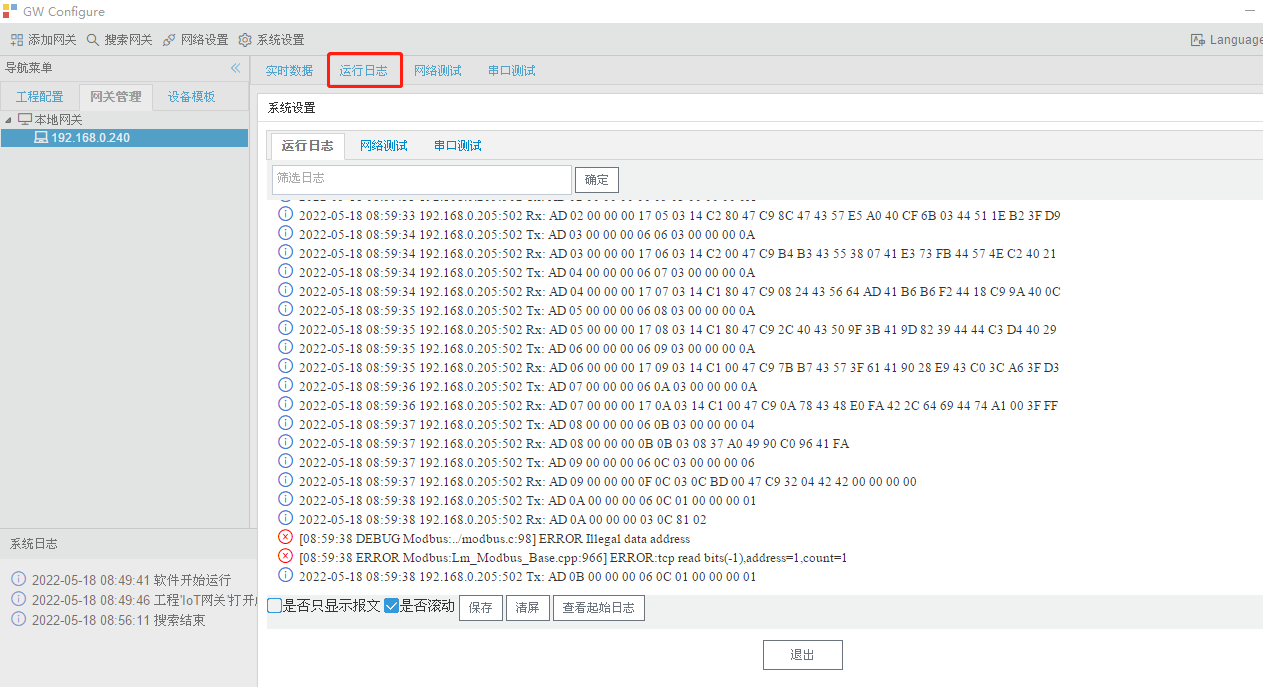 GW Configure
添加网关 搜索网关 网络设置 系统设置 Language
导航菜单
工程配置 网关管理 设备模板
本地网关
192.168.0.240
实时数据 运行日志 网络测试 串口测试
系统设置
运行日志 网络测试 串口测试
筛选日志 确定
2022-05-18 08:59:33 192.168.0.205:502 Rx: AD 02 00 00 00 17 05 03 14 C2 80 47 C9 8C 47 43 57 E5 A0 40 CF 6B 03 44 51 1E B2 3F D9
2022-05-18 08:59:34 192.168.0.205:502 Tx: AD 03 00 00 00 06 06 03 00 00 00 0A
2022-05-18 08:59:34 192.168.0.205:502 Rx: AD 03 00 00 00 17 06 03 14 C2 00 47 C9 B4 B3 43 55 38 07 41 E3 73 FB 44 57 4E C2 40 21
2022-05-18 08:59:34 192.168.0.205:502 Tx: AD 04 00 00 00 06 07 03 00 00 00 0A
2022-05-18 08:59:34 192.168.0.205:502 Rx: AD 04 00 00 00 17 07 03 14 C1 80 47 C9 08 24 43 56 64 AD 41 B6 B6 F2 44 18 C9 9A 40 0C
2022-05-18 08:59:35 192.168.0.205:502 Tx: AD 05 00 00 00 06 08 03 00 00 00 0A
2022-05-18 08:59:35 192.168.0.205:502 Rx: AD 05 00 00 00 17 08 03 14 C1 80 47 C9 2C 40 43 50 9F 3B 41 9D 82 39 44 44 C3 D4 40 29
2022-05-18 08:59:35 192.168.0.205:502 Tx: AD 06 00 00 00 06 09 03 00 00 00 0A
2022-05-18 08:59:35 192.168.0.205:502 Rx: AD 06 00 00 00 17 09 03 14 C1 00 47 C9 7B B7 43 57 3F 61 41 90 28 E9 43 C0 3C A6 3F D3
2022-05-18 08:59:36 192.168.0.205:502 Tx: AD 07 00 00 00 06 0A 03 00 00 00 0A
2022-05-18 08:59:36 192.168.0.205:502 Rx: AD 07 00 00 00 17 0A 03 14 C1 00 47 C9 0A 78 43 48 E0 FA 42 2C 64 69 44 74 A1 00 3F FF
2022-05-18 08:59:37 192.168.0.205:502 Tx: AD 08 00 00 00 06 0B 03 00 00 00 04
2022-05-18 08:59:37 192.168.0.205:502 Rx: AD 08 00 00 00 0B 0B 03 08 37 A0 49 90 C0 96 41 FA
2022-05-18 08:59:37 192.168.0.205:502 Tx: AD 09 00 00 00 06 0C 03 00 00 00 06
2022-05-18 08:59:37 192.168.0.205:502 Rx: AD 09 00 00 00 0F 0C 03 0C BD 00 47 C9 32 04 42 42 00 00 00 00
2022-05-18 08:59:38 192.168.0.205:502 Tx: AD 0A 00 00 00 06 0C 01 00 00 00 01
2022-05-18 08:59:38 192.168.0.205:502 Rx: AD 0A 00 00 00 03 0C 81 02
[08:59:38 DEBUG Modbus:../modbus.c:98] ERROR Illegal data address
[08:59:38 ERROR Modbus:Lm_Modbus_Base.cpp:966] ERROR:tcp read bits(-1),address=1,count=1
2022-05-18 08:59:38 192.168.0.205:502 Tx: AD 0B 00 00 00 06 0C 01 00 00 00 01
系统日志
2022-05-18 08:49:41 软件开始运行
2022-05-18 08:49:46 工程'IoT网关'打开
2022-05-18 08:56:11 搜索结束
是否只显示报文 是否滚动 保存 清屏 查看起始日志
退出